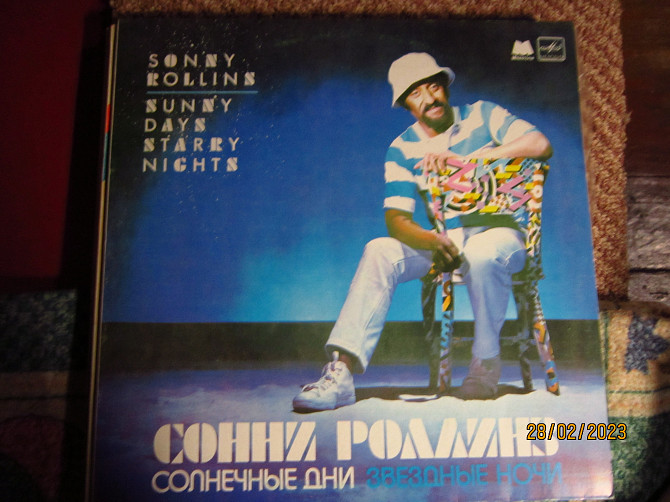 SONNY
ROLLINS
SUNNY
DAYS
STARRY
NIGHTS
СОННИ РОЛЛИНЗ
СОЛНЕЧНЫЕ ДНИ ЗВЕЗДНЫЕ НОЧИ
28/02/2023